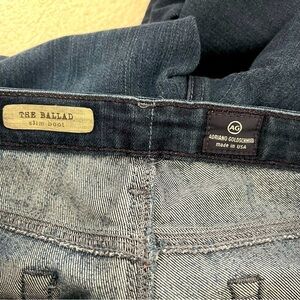 THE BALLAD
slim boot
AG
ADRIANO GOLDSCHMIED
made in USA